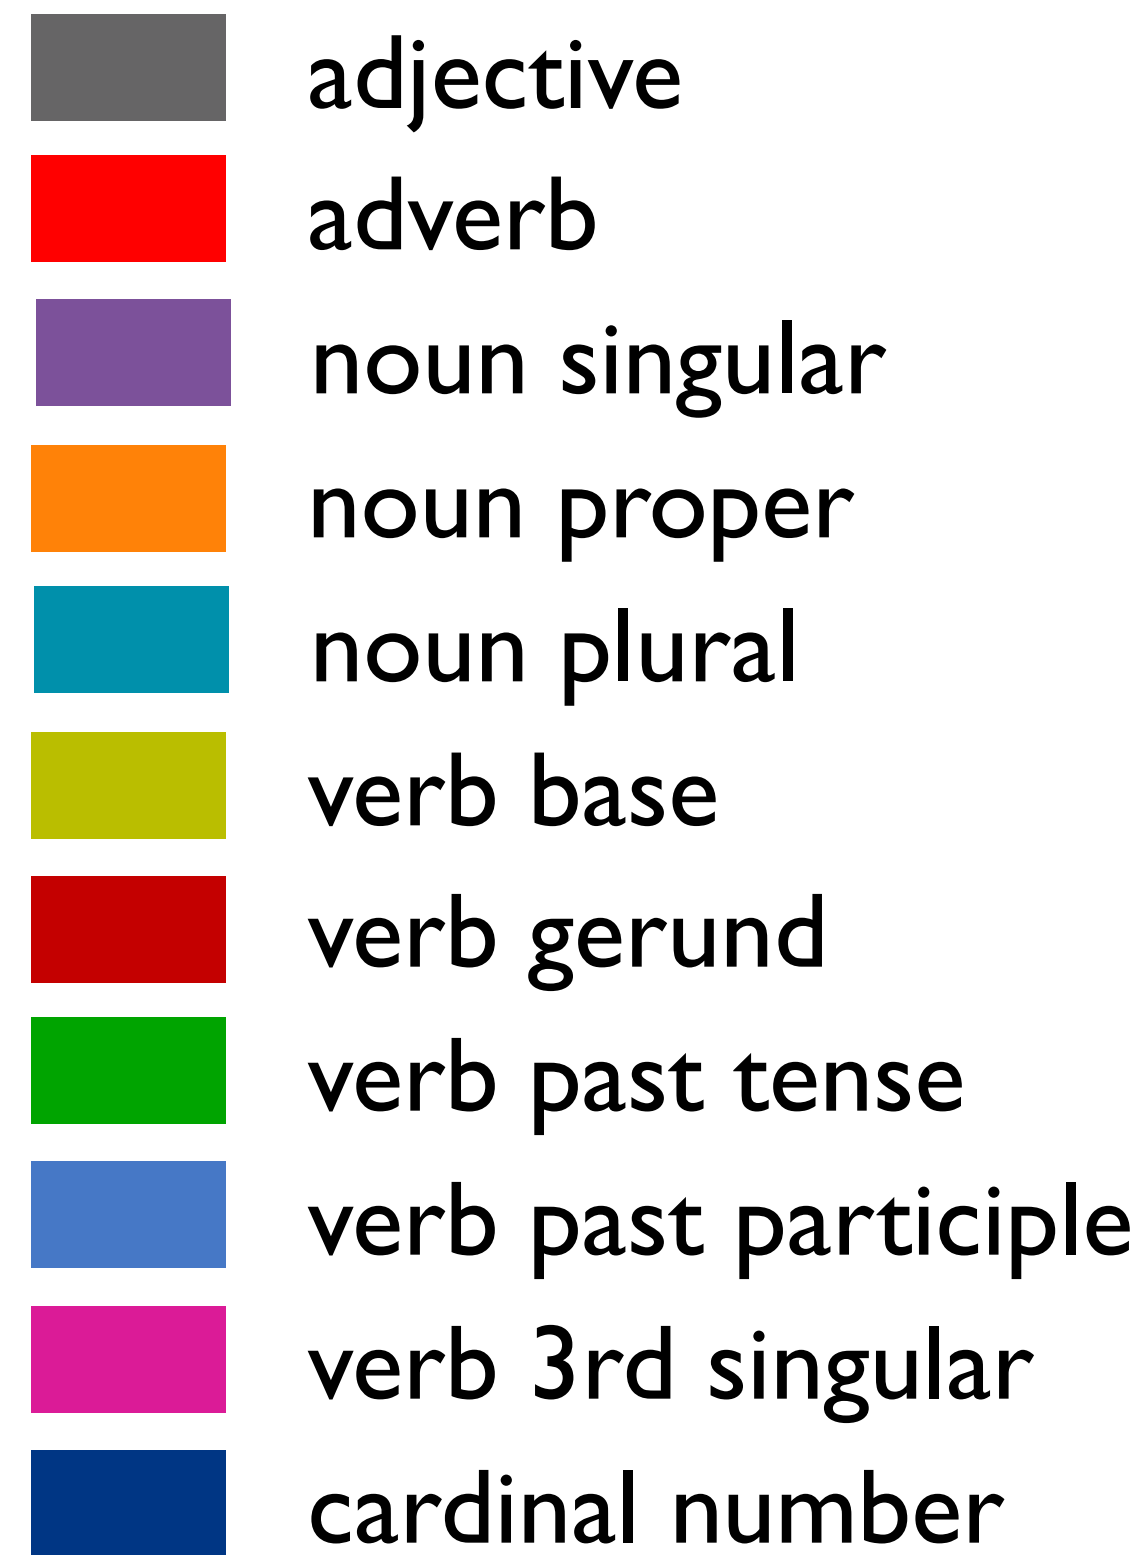 adjective
adverb
noun singular
noun proper
noun plural
verb base
verb gerund
verb past tense
verb past participle
verb 3rd singular
cardinal number